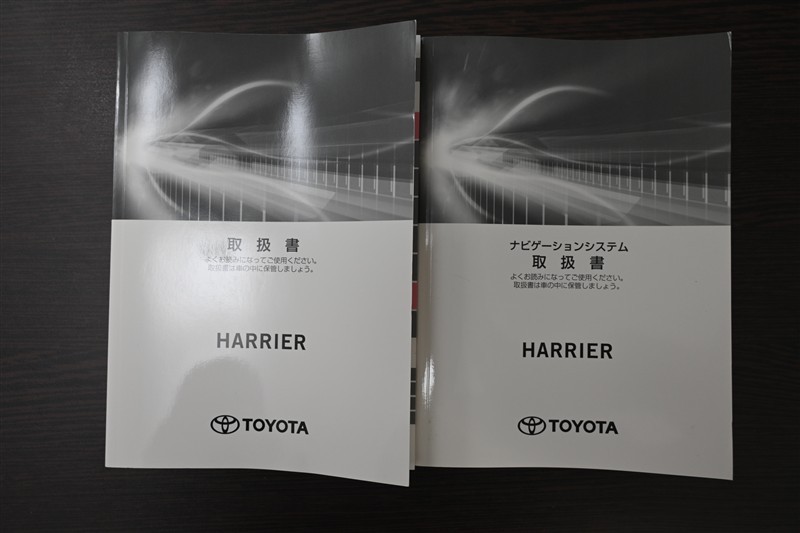 取扱書
よくお読みになってご使用ください。
取扱書は車の中に保管しましょう。
HARRIER
TOYOTA
ナビゲーションシステム
取扱書
よくお読みになってご使用ください。
取扱書は車の中に保管しましょう。
HARRIER
TOYOTA